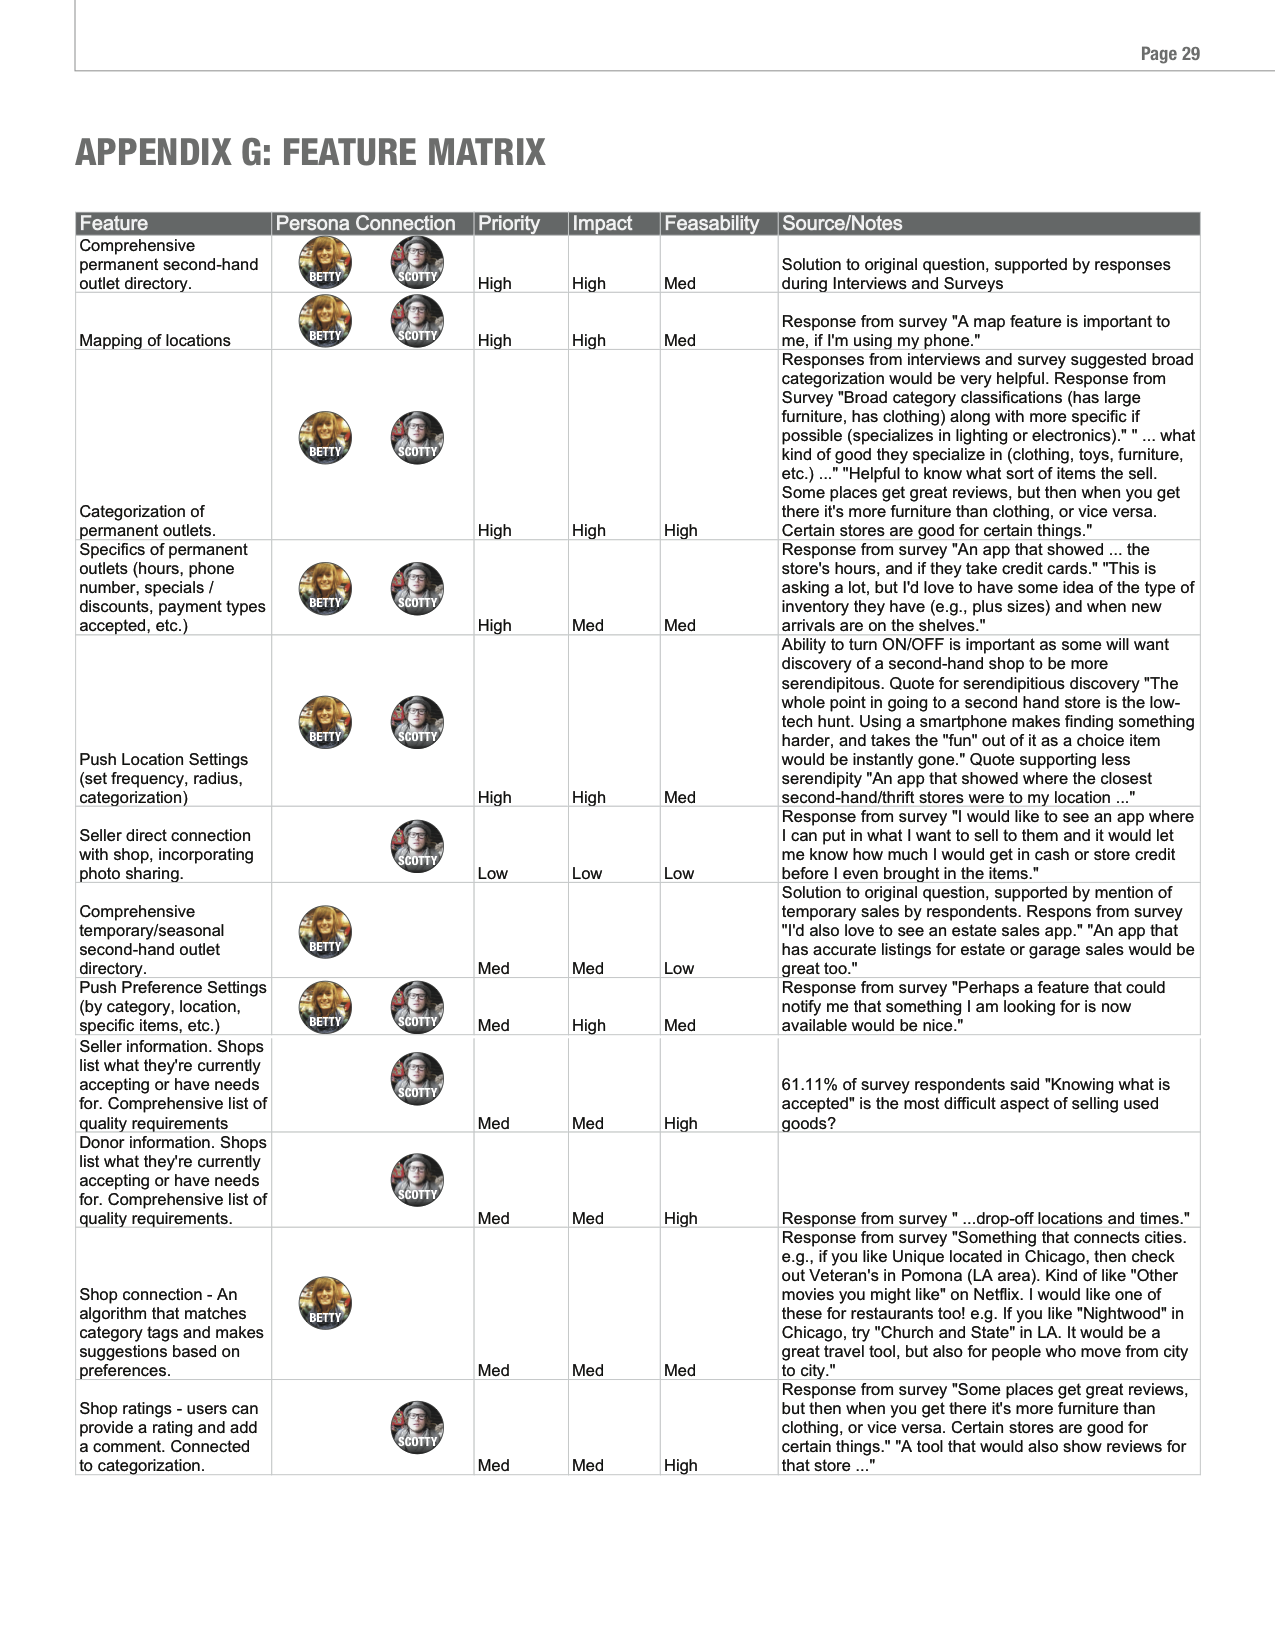 Page 29
APPENDIX G: FEATURE MATRIX
Feature Persona Connection Priority Impact Feasability Source/Notes
Comprehensive
permanent second-hand
outlet directory.
BETTY SCOTTY
High High Med
Solution to original question, supported by responses
during Interviews and Surveys
Mapping of locations
BETTY SCOTTY
High High Med
Response from survey "A map feature is important to
me, if I'm using my phone."
Categorization of
permanent outlets.
BETTY SCOTTY
High High High
Responses from interviews and survey suggested broad
categorization would be very helpful. Response from
Survey "Broad category classifications (has large
furniture, has clothing) along with more specific if
possible (specializes in lighting or electronics)." " ... what
kind of good they specialize in (clothing, toys, furniture,
etc.) ..." "Helpful to know what sort of items the sell.
Some places get great reviews, but then when you get
there it's more furniture than clothing, or vice versa.
Certain stores are good for certain things."
Specifics of permanent
outlets (hours, phone
number, specials /
discounts, payment types
accepted, etc.)
BETTY SCOTTY
High Med Med
Response from survey "An app that showed ... the
store's hours, and if they take credit cards." "This is
asking a lot, but I'd love to have some idea of the type of
inventory they have (e.g., plus sizes) and when new
arrivals are on the shelves."
Push Location Settings
(set frequency, radius,
categorization)
BETTY SCOTTY
High High Med
Ability to turn ON/OFF is important as some will want
discovery of a second-hand shop to be more
serendipitous. Quote for serendipitious discovery "The
whole point in going to a second hand store is the low-
tech hunt. Using a smartphone makes finding something
harder, and takes the "fun" out of it as a choice item
would be instantly gone." Quote supporting less
serendipity "An app that showed where the closest
second-hand/thrift stores were to my location ..."
Seller direct connection
with shop, incorporating
photo sharing.
SCOTTY
Low Low Low
Response from survey "I would like to see an app where
I can put in what I want to sell to them and it would let
me know how much I would get in cash or store credit
before I even brought in the items."
Comprehensive
temporary/seasonal
second-hand outlet
directory.
BETTY
Med Med Low
Solution to original question, supported by mention of
temporary sales by respondents. Respons from survey
"I'd also love to see an estate sales app." "An app that
has accurate listings for estate or garage sales would be
great too."
Push Preference Settings
(by category, location,
specific items, etc.)
BETTY SCOTTY
Med High Med
Response from survey "Perhaps a feature that could
notify me that something I am looking for is now
available would be nice."
Seller information. Shops
list what they're currently
accepting or have needs
for. Comprehensive list of
quality requirements
SCOTTY
Med Med High
61.11% of survey respondents said "Knowing what is
accepted" is the most difficult aspect of selling used
goods?
Donor information. Shops
list what they're currently
accepting or have needs
for. Comprehensive list of
quality requirements.
SCOTTY
Med Med High
Response from survey " ...drop-off locations and times."
Shop connection - An
algorithm that matches
category tags and makes
suggestions based on
preferences.
BETTY
Med Med Med
Response from survey "Something that connects cities.
e.g., if you like Unique located in Chicago, then check
out Veteran's in Pomona (LA area). Kind of like "Other
movies you might like" on Netflix. I would like one of
these for restaurants too! e.g. If you like "Nightwood" in
Chicago, try "Church and State" in LA. It would be a
great travel tool, but also for people who move from city
to city."
Shop ratings - users can
provide a rating and add
a comment. Connected
to categorization.
SCOTTY
Med Med High
Response from survey "Some places get great reviews,
but then when you get there it's more furniture than
clothing, or vice versa. Certain stores are good for
certain things." "A tool that would also show reviews for
that store ..."